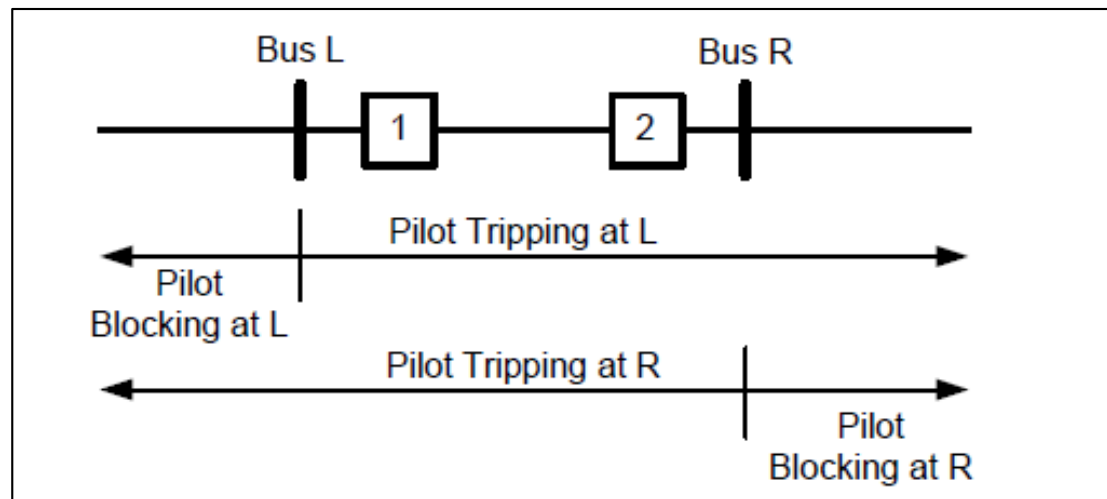 Bus L
Bus R
1
2
Pilot Tripping at L
Pilot
Blocking at L
Pilot Tripping at R
Pilot
Blocking at R